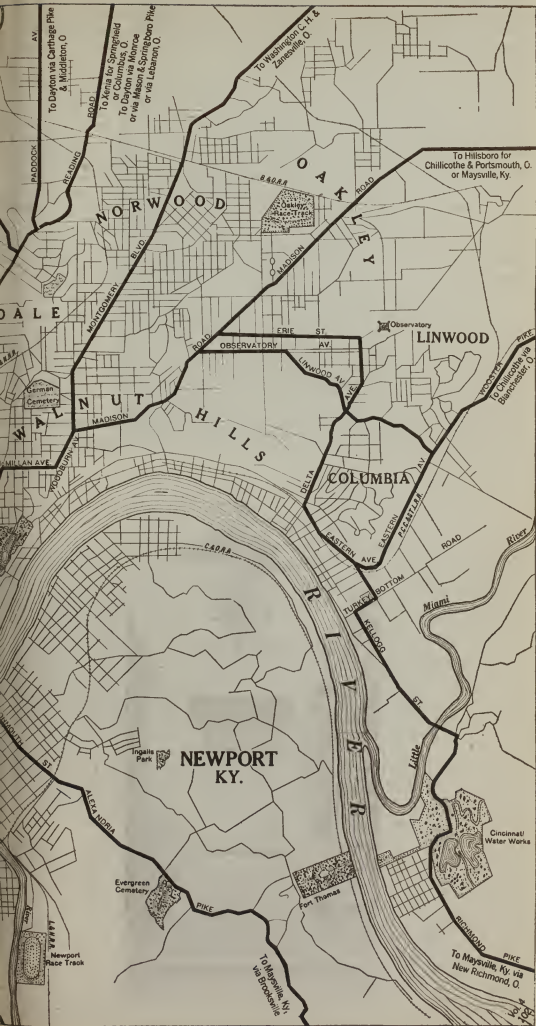 AV.
To Dayton via Carthage Pike
& Middleton, O
PADDOCK
ROAD
READING
To Xenia for Springfield
or Columbus, O.
To Dayton via Monroe
or via Mason & Springboro Pike
or via Lebanon, O.
To Washington C. H. &
Zanesville, O.
To Hillsboro for
Chillicothe & Portsmouth, O.
or Maysville, Ky.
NORWOOD
OAKLEY
B. & O. R. R.
Oakley
Race-Track
MADISON
ROAD
MONTGOMERY
BLVD.
DALE
ERIE ST.
OBSERVATORY AV.
Observatory
LINWOOD
LINWOOD AV.
AVE.
WOOSTER
PIKE
To Chillicothe via
Blanchester, O.
German
Cemetery
WALNUT HILLS
MADISON
ROAD
MILLAN AVE.
WOODBURN AV.
DELTA
COLUMBIA
EASTERN AVE
EASTERN
AV
C. & O. R. R.
TURKEY BOTTOM
ROAD
KELLOGG
ST.
Little
Miami
River
RIVER
Ingalls
Park
NEWPORT
KY.
ST
ALEXANDRIA
PIKE
Evergreen
Cemetery
Fort Thomas
Cincinnati
Water Works
RICHMOND
PIKE
To Maysville, Ky. via
New Richmond, O.
To Maysville, Ky.,
via Brooksville
River
L. & N. R. R.
Newport
Race Track
Vol. 4
102